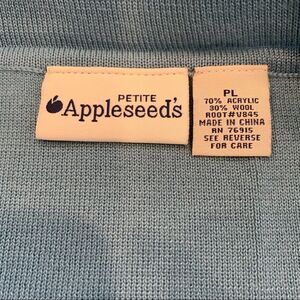 PETITE
Appleseed's
PL
70% ACRYLIC
30% WOOL
ROOT#V845
MADE IN CHINA
RN 76915
SEE REVERSE
FOR CARE